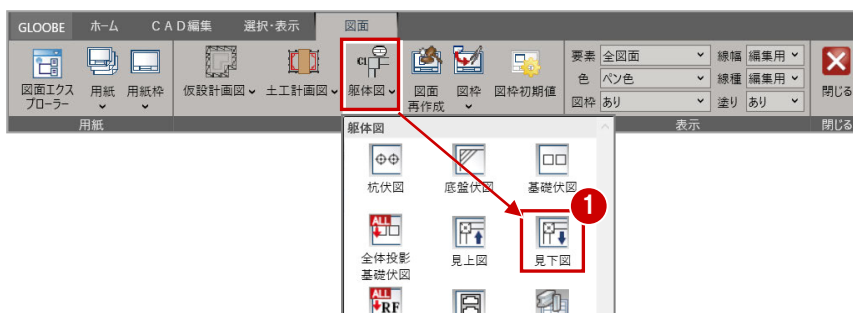 GLOOBE ホーム CAD編集 選択・表示 図面
要素 全図面 線幅 編集用
C1
色 ペン色 線種 編集用
図面エクスプローラー 用紙 用紙枠 仮設計画図 土工計画図 躯体図 図面再作成 図枠 図枠初期値 閉じる
図枠 あり 塗り あり
用紙 表示 閉じる
躯体図
杭伏図 底盤伏図 基礎伏図
1
ALL
全体投影 見上図 見下図
基礎伏図
ALL
RF